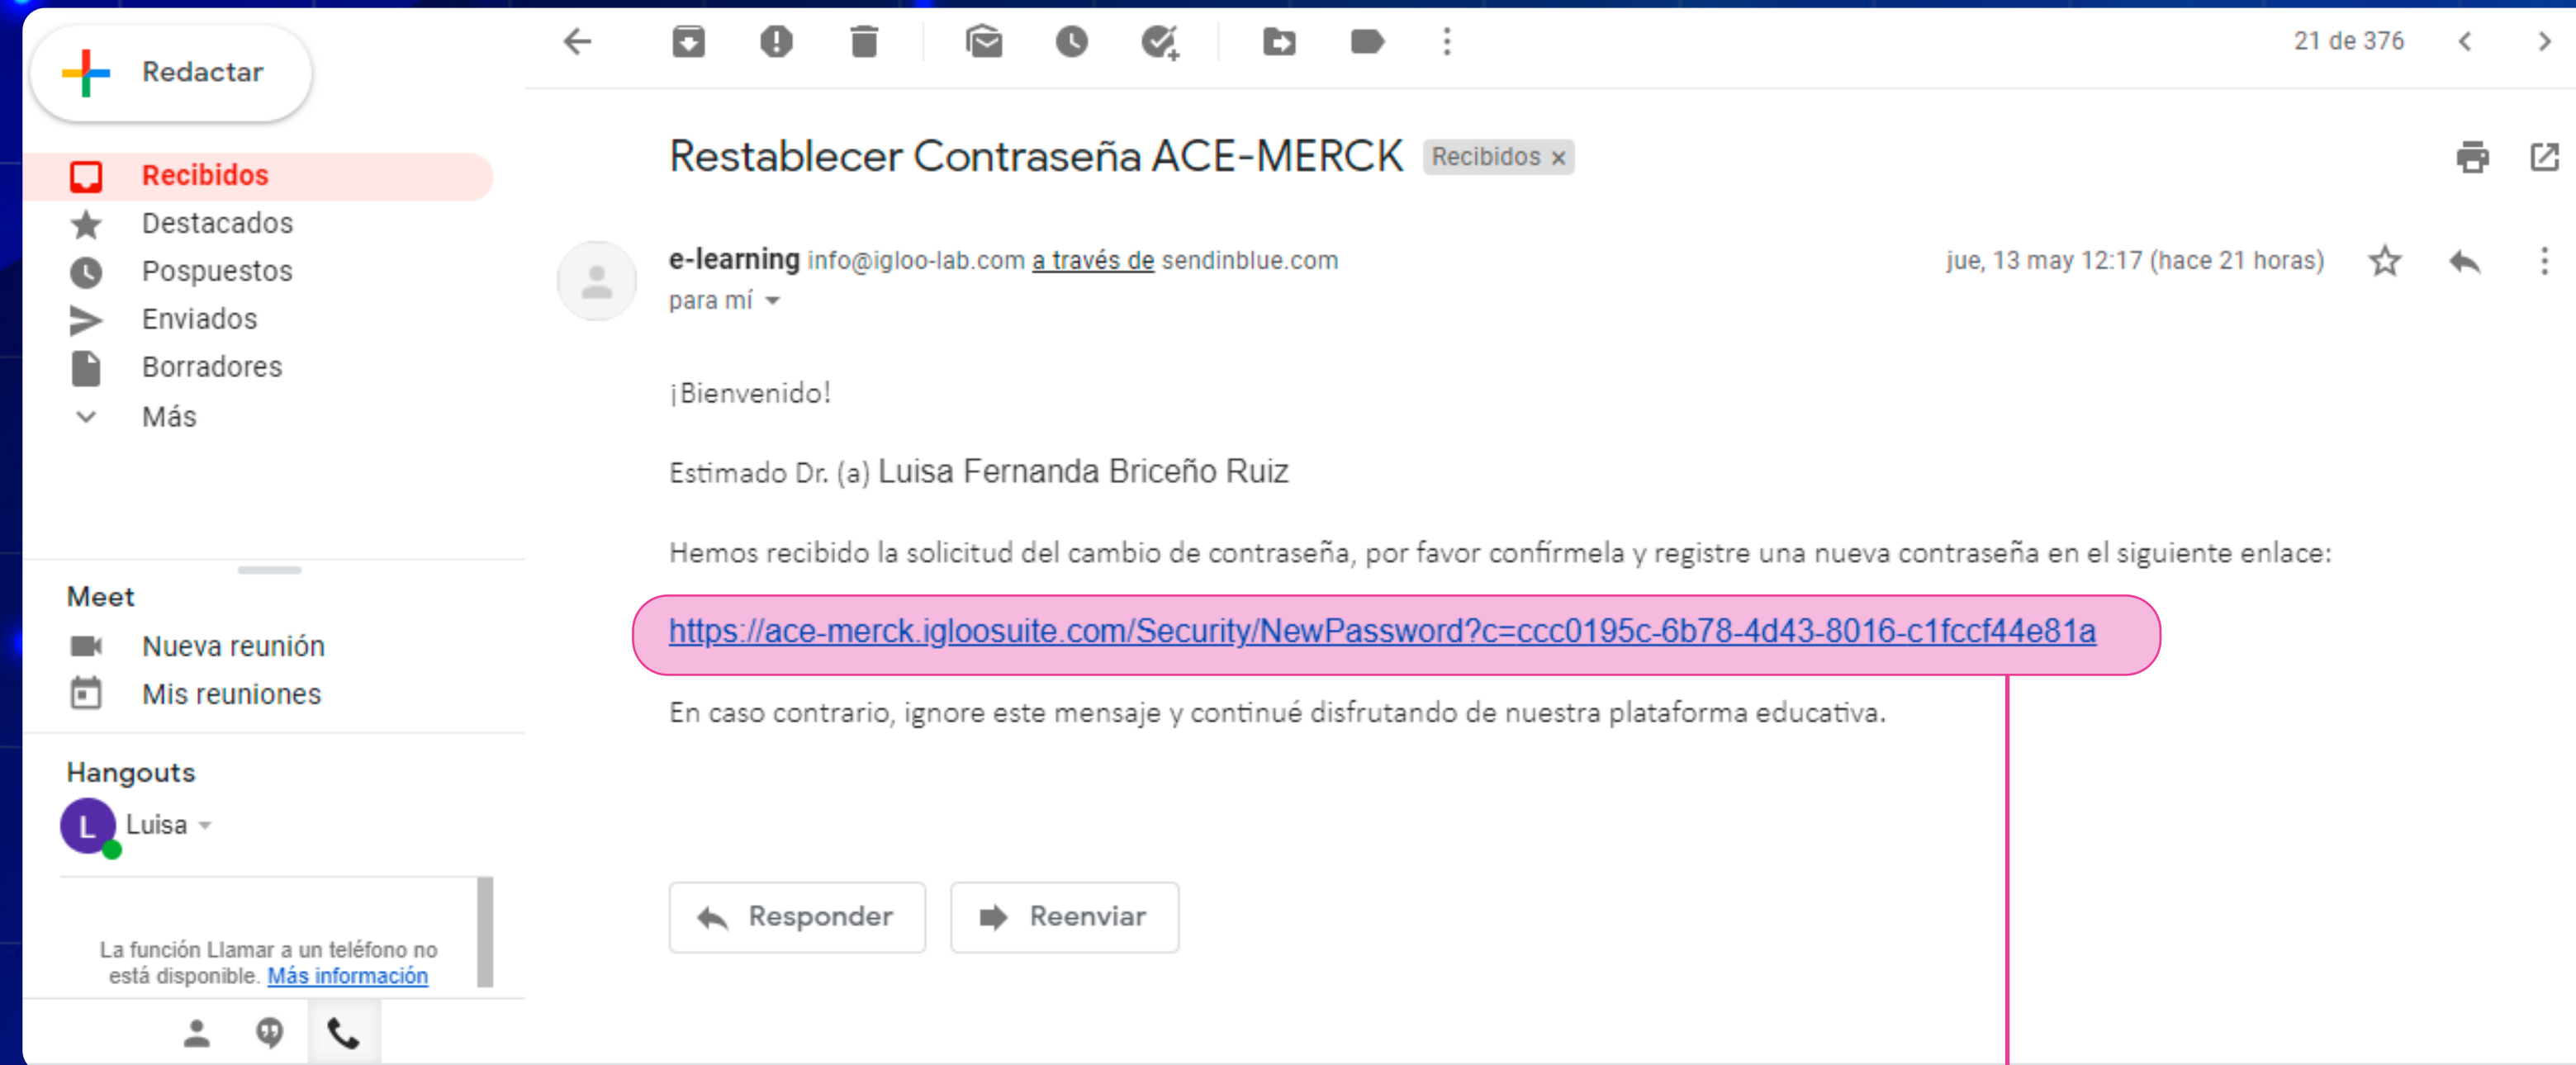 Redactar
21 de 376
Recibidos
Destacados
Pospuestos
Enviados
Borradores
Más
Meet
Nueva reunión
Mis reuniones
Hangouts
L
Luisa
La función Llamar a un teléfono no
está disponible. Más información
Restablecer Contraseña ACE-MERCK Recibidos x
e-learning info@igloo-lab.com a través de sendinblue.com
jue, 13 may 12:17 (hace 21 horas)
para mí
¡Bienvenido!
Estimado Dr. (a) Luisa Fernanda Briceño Ruiz
Hemos recibido la solicitud del cambio de contraseña, por favor confírmela y registre una nueva contraseña en el siguiente enlace:
https://ace-merck.igloosuite.com/Security/NewPassword?c=ccc0195c-6b78-4d43-8016-c1fccf44e81a
En caso contrario, ignore este mensaje y continué disfrutando de nuestra plataforma educativa.
Responder
Reenviar